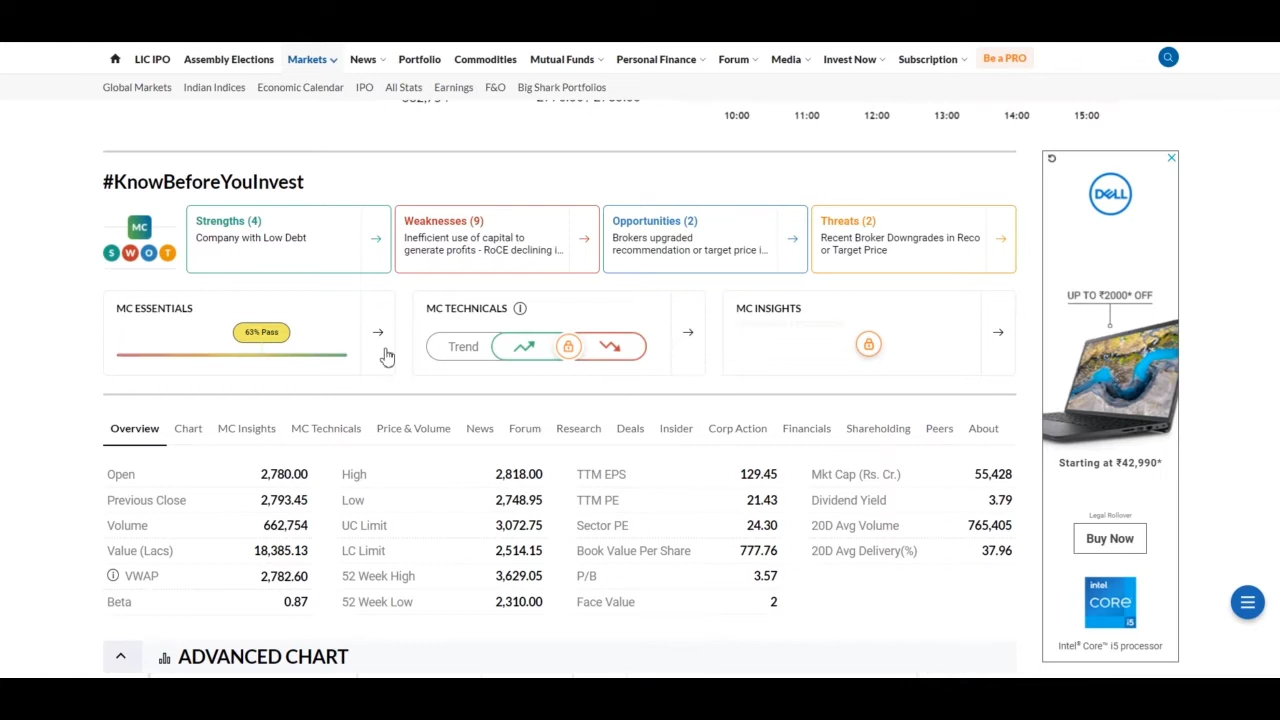 LIC IPO Assembly Elections Markets News Portfolio Commodities Mutual Funds Personal Finance Forum Media Invest Now Subscription Be a PRO
Global Markets Indian Indices Economic Calendar IPO All Stats Earnings F&O Big Shark Portfolios
10:00 11:00 12:00 13:00 14:00 15:00
#KnowBeforeYouInvest
MC
S W O T
Strengths (4)
Company with Low Debt
Weaknesses (9)
Inefficient use of capital to
generate profits - RoCE declining i...
Opportunities (2)
Brokers upgraded
recommendation or target price i...
Threats (2)
Recent Broker Downgrades in Reco
or Target Price
MC ESSENTIALS
63% Pass
MC TECHNICALS
Trend
MC INSIGHTS
Overview Chart MC Insights MC Technicals Price & Volume News Forum Research Deals Insider Corp Action Financials Shareholding Peers About
Open 2,780.00 High 2,818.00 TTM EPS 129.45 Mkt Cap (Rs. Cr.) 55,428
Previous Close 2,793.45 Low 2,748.95 TTM PE 21.43 Dividend Yield 3.79
Volume 662,754 UC Limit 3,072.75 Sector PE 24.30 20D Avg Volume 765,405
Value (Lacs) 18,385.13 LC Limit 2,514.15 Book Value Per Share 777.76 20D Avg Delivery(%) 37.96
VWAP 2,782.60 52 Week High 3,629.05 P/B 3.57
Beta 0.87 52 Week Low 2,310.00 Face Value 2
ADVANCED CHART
DELL
UP TO ₹2000* OFF
Starting at ₹42,990*
Legal Rollover
Buy Now
intel
CORE
i5
Intel® Core™ i5 processor